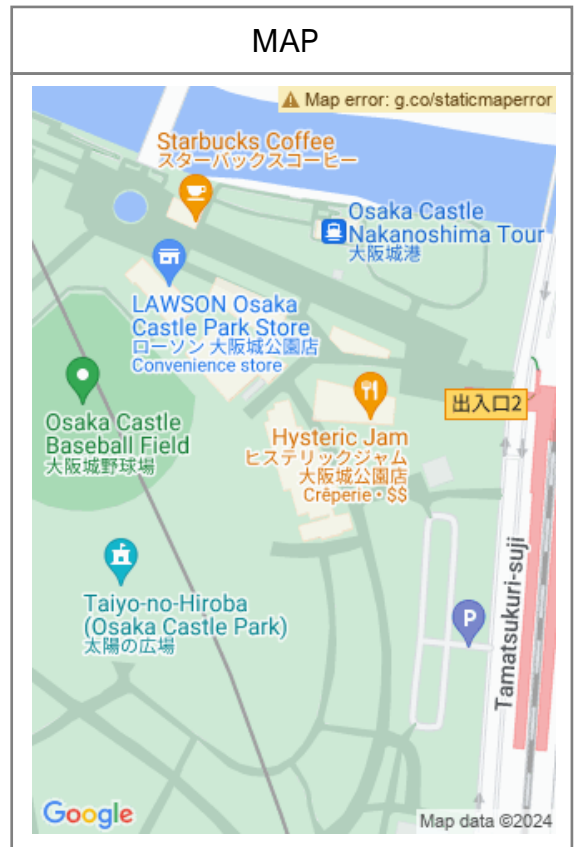 MAP
Map error: g.co/staticmaperror
Starbucks Coffee
スターバックスコーヒー
Osaka Castle
Nakanoshima Tour
大阪城港
LAWSON Osaka
Castle Park Store
ローソン 大阪城公園店
Convenience store
Osaka Castle
Baseball Field
大阪城野球場
出入口2
Hysteric Jam
ヒステリックジャム
大阪城公園店
Crêperie • $$
Taiyo-no-Hiroba
(Osaka Castle Park)
太陽の広場
P
Tamatsukuri-suji
Google
Map data ©2024